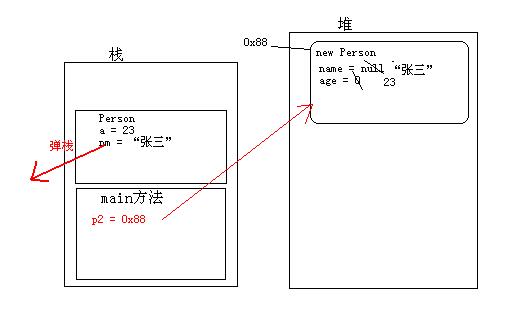 栈
Person
a = 23
nm = “张三”
弹栈
main方法
p2 = 0x88
堆
0x88
new Person
name = null “张三”
age = 0 23